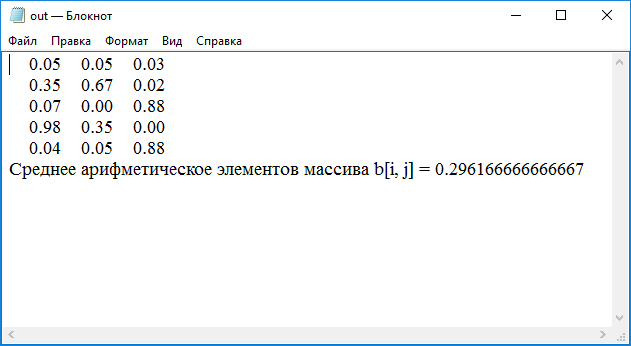 out — Блокнот
Файл Правка Формат Вид Справка
0.05 0.05 0.03
0.35 0.67 0.02
0.07 0.00 0.88
0.98 0.35 0.00
0.04 0.05 0.88
Среднее арифметическое элементов массива b[i, j] = 0.296166666666667